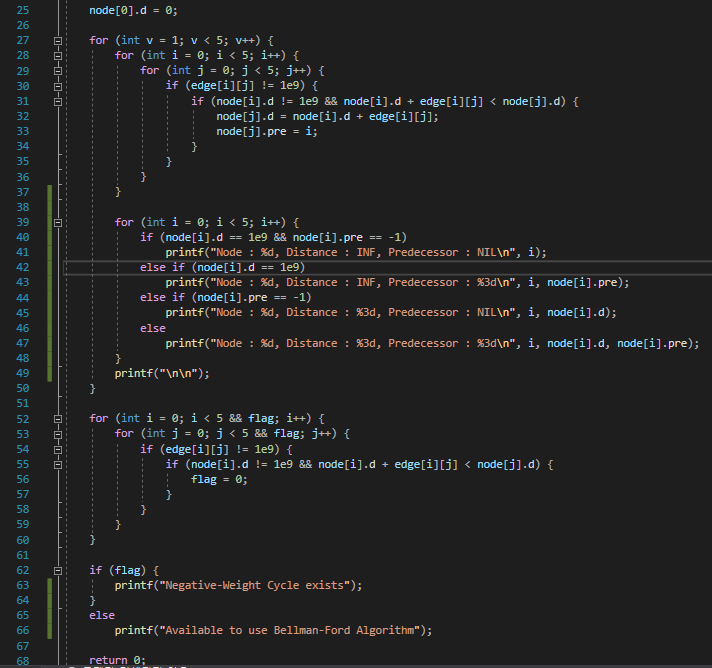 25 node[0].d = 0;
26
27 for (int v = 1; v < 5; v++) {
28 for (int i = 0; i < 5; i++) {
29 for (int j = 0; j < 5; j++) {
30 if (edge[i][j] != 1e9) {
31 if (node[i].d != 1e9 && node[i].d + edge[i][j] < node[j].d) {
32 node[j].d = node[i].d + edge[i][j];
33 node[j].pre = i;
34 }
35 }
36 }
37 }
38
39 for (int i = 0; i < 5; i++) {
40 if (node[i].d == 1e9 && node[i].pre == -1)
41 printf("Node : %d, Distance : INF, Predecessor : NIL\n", i);
42 else if (node[i].d == 1e9)
43 printf("Node : %d, Distance : INF, Predecessor : %3d\n", i, node[i].pre);
44 else if (node[i].pre == -1)
45 printf("Node : %d, Distance : %3d, Predecessor : NIL\n", i, node[i].d);
46 else
47 printf("Node : %d, Distance : %3d, Predecessor : %3d\n", i, node[i].d, node[i].pre);
48 }
49 printf("\n\n");
50 }
51
52 for (int i = 0; i < 5 && flag; i++) {
53 for (int j = 0; j < 5 && flag; j++) {
54 if (edge[i][j] != 1e9) {
55 if (node[i].d != 1e9 && node[i].d + edge[i][j] < node[j].d) {
56 flag = 0;
57 }
58 }
59 }
60 }
61
62 if (flag) {
63 printf("Negative-Weight Cycle exists");
64 }
65 else
66 printf("Available to use Bellman-Ford Algorithm");
67
68 return 0;